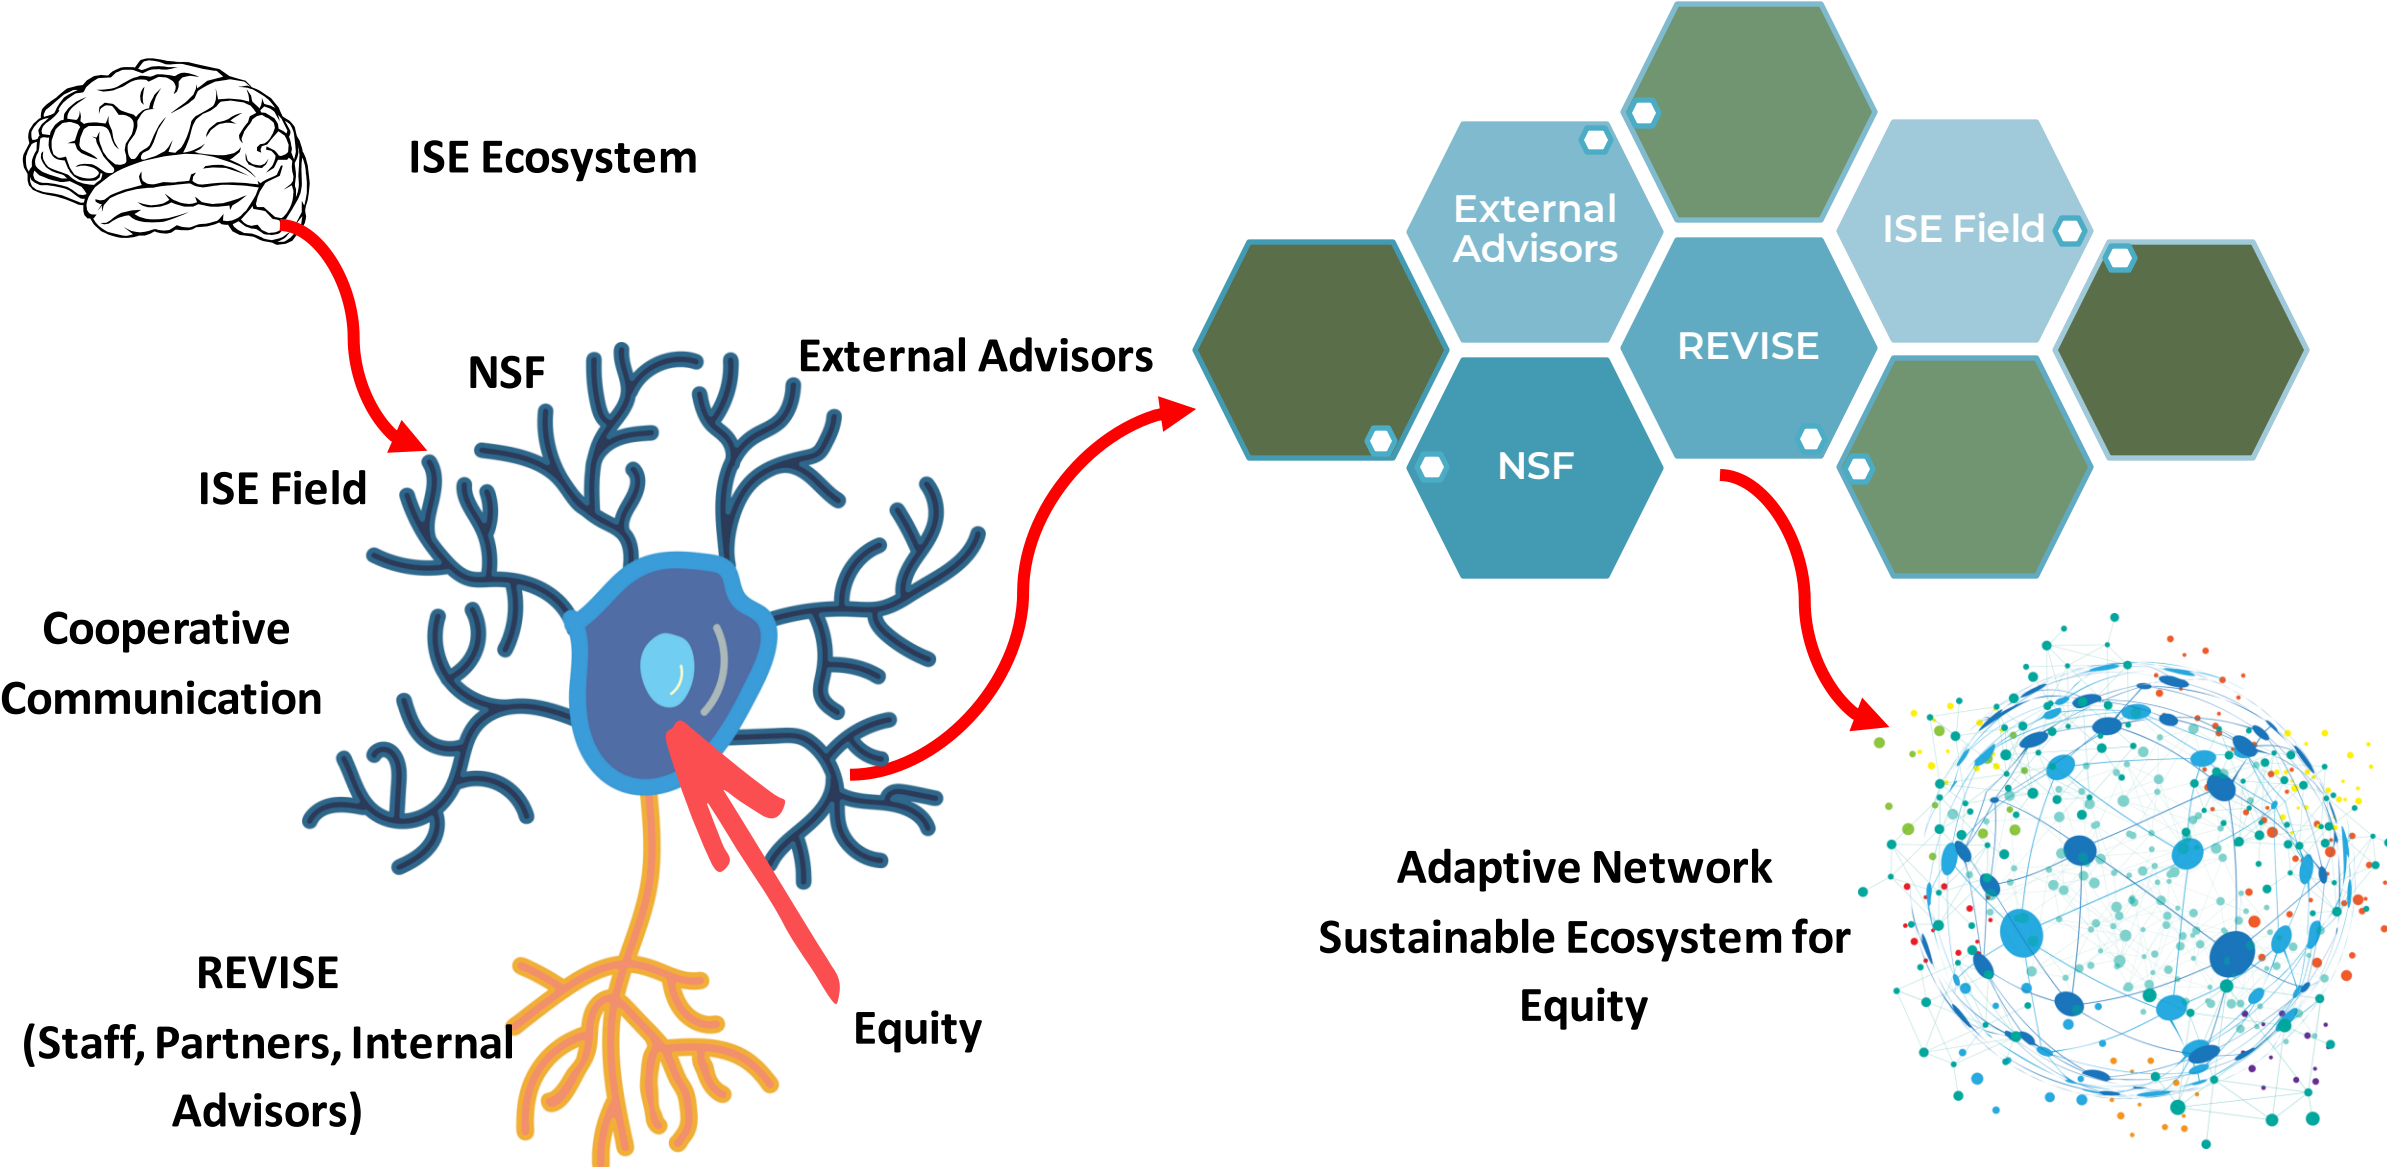 ISE Ecosystem
NSF
External Advisors
ISE Field
Cooperative
Communication
REVISE
(Staff, Partners, Internal
Advisors)
Equity
External
Advisors
ISE Field
REVISE
NSF
Adaptive Network
Sustainable Ecosystem for
Equity